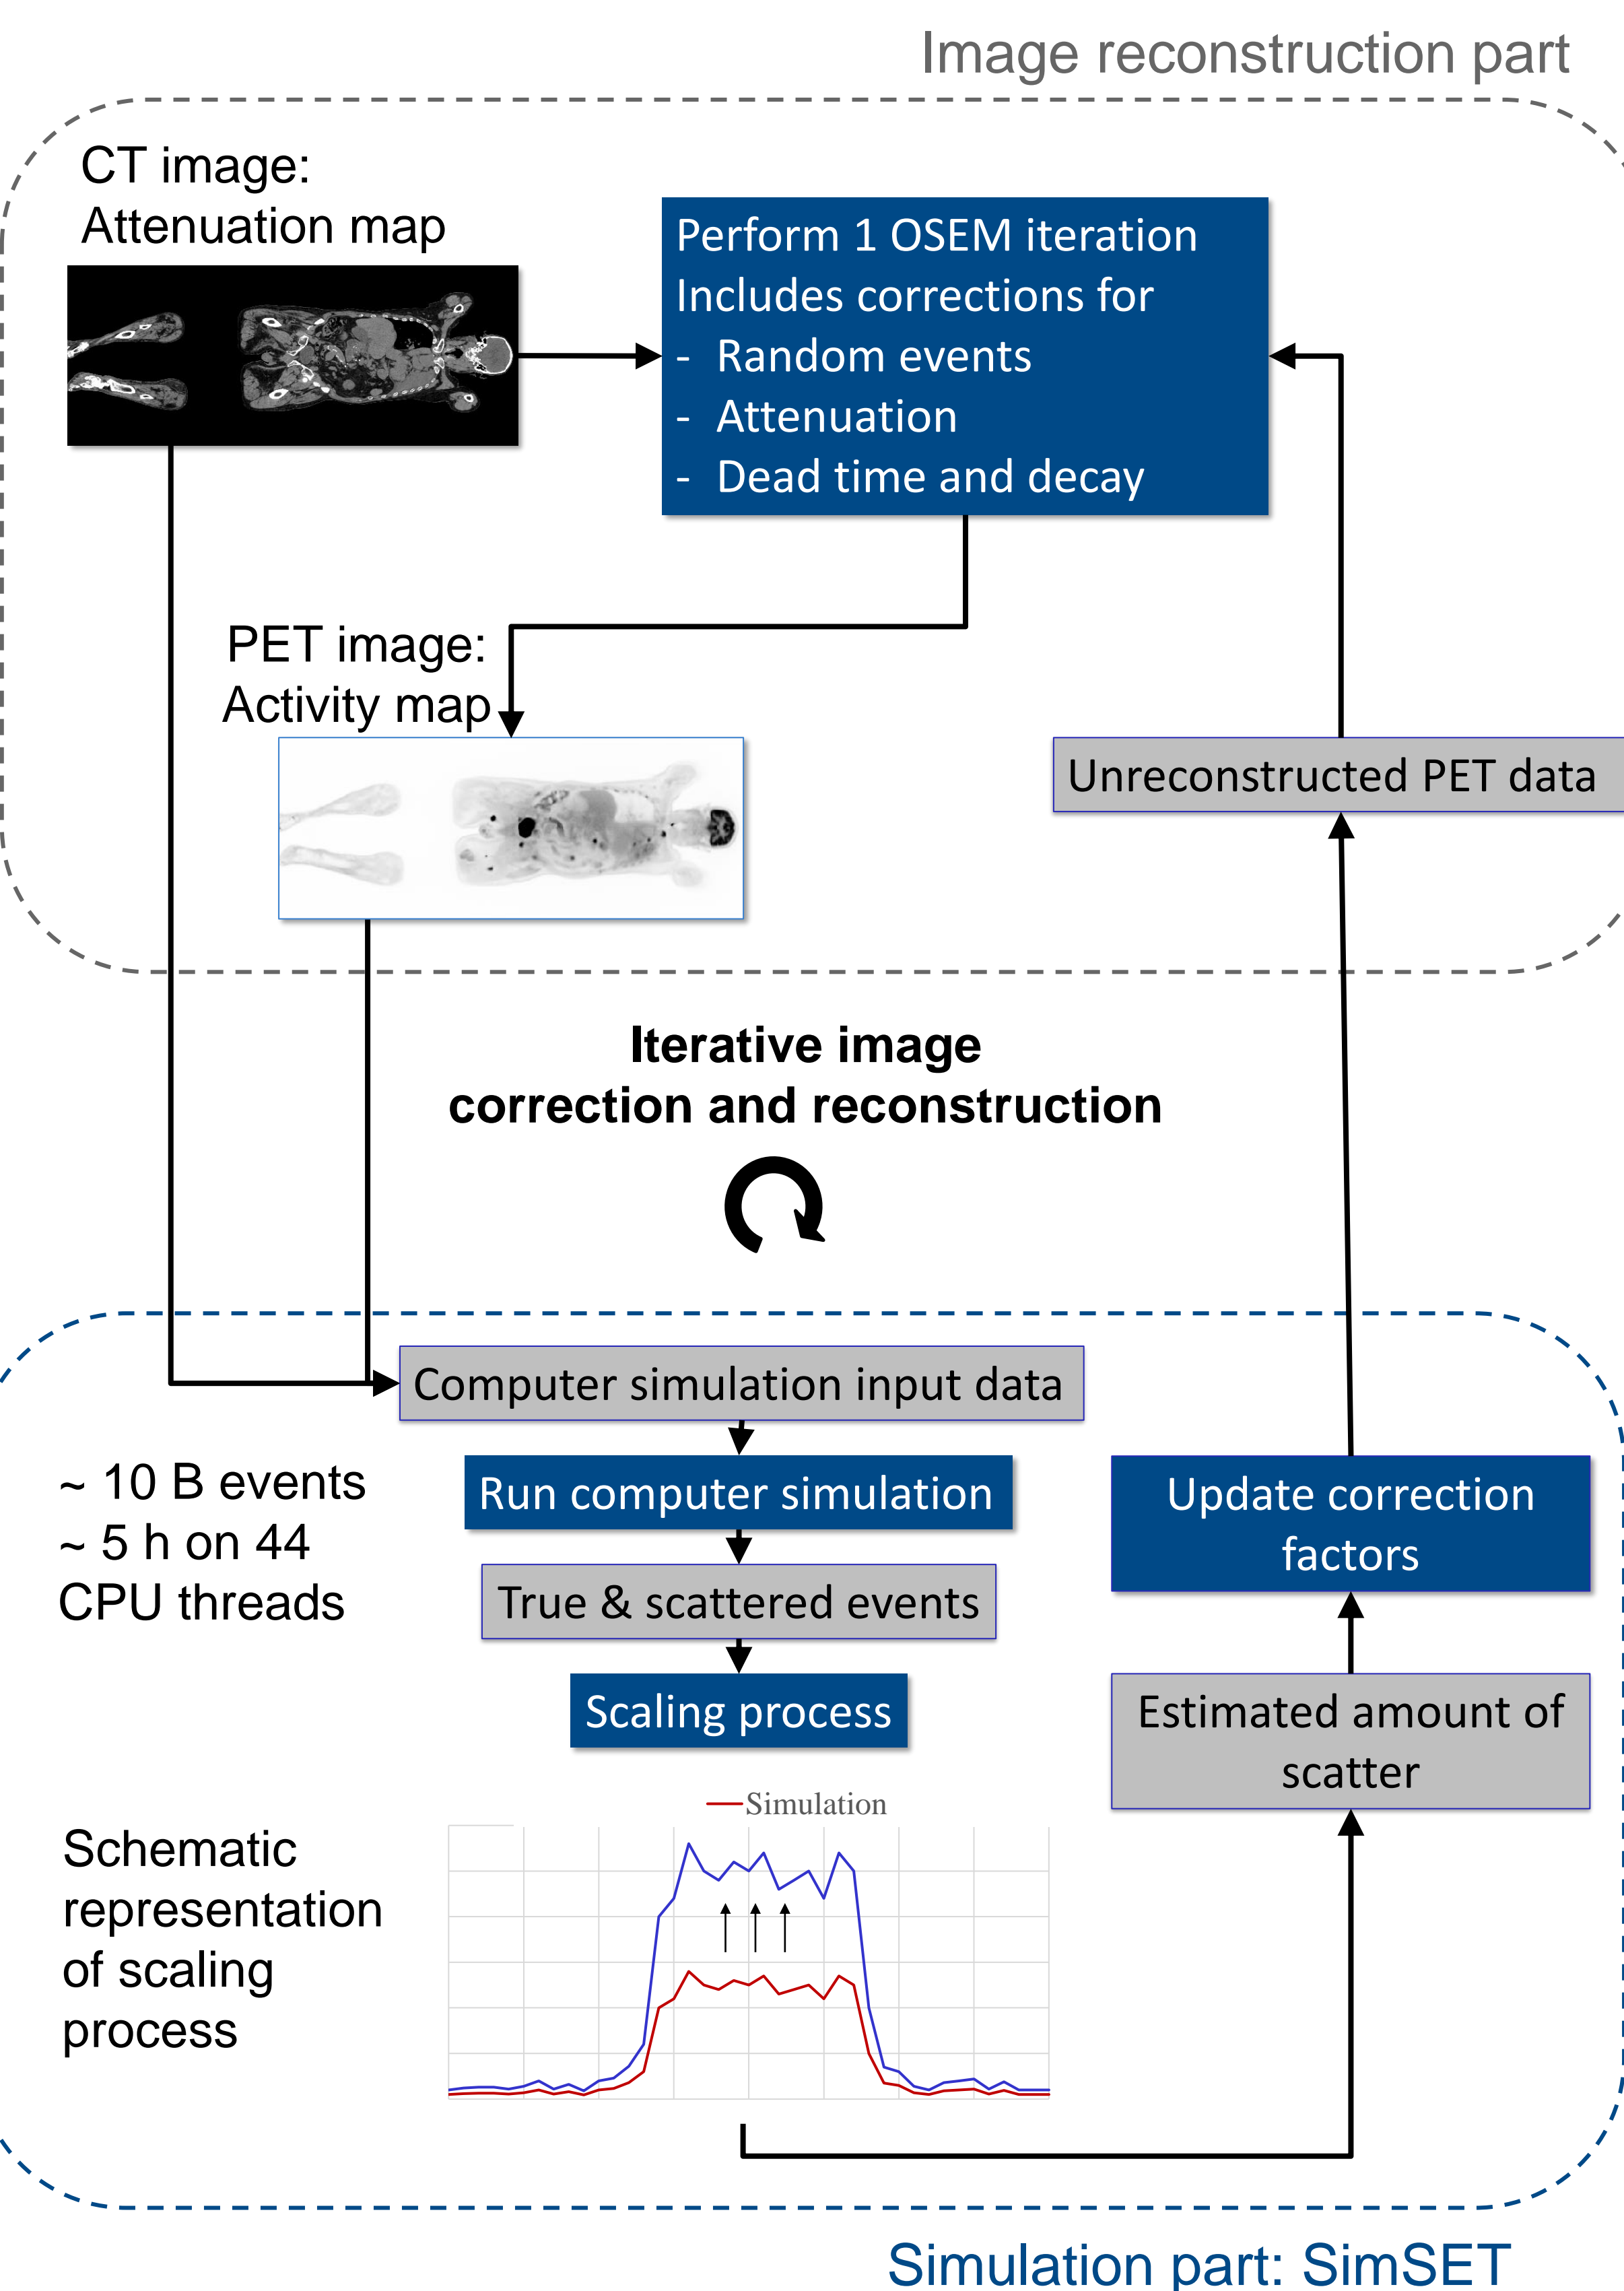 Image reconstruction part
CT image:
Attenuation map
Perform 1 OSEM iteration
Includes corrections for
- Random events
- Attenuation
- Dead time and decay
PET image:
Activity map
Unreconstructed PET data
Iterative image
correction and reconstruction
Computer simulation input data
~ 10 B events
~ 5 h on 44
CPU threads
Run computer simulation
True & scattered events
Scaling process
Update correction
factors
Estimated amount of
scatter
Simulation
Schematic
representation
of scaling
process
Simulation part: SimSET